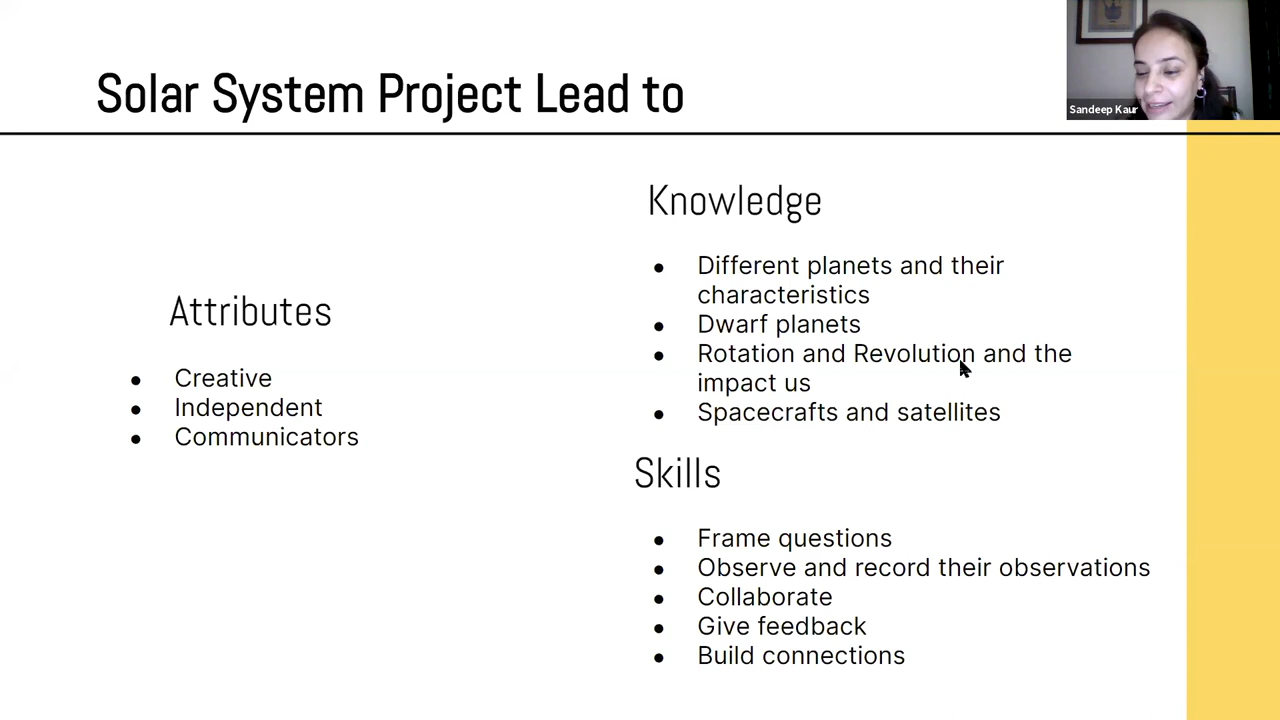 Solar System Project Lead to
Sandeep Kaur
Attributes
Creative
Independent
Communicators
Knowledge
Different planets and their
characteristics
Dwarf planets
Rotation and Revolution and the
impact us
Spacecrafts and satellites
Skills
Frame questions
Observe and record their observations
Collaborate
Give feedback
Build connections